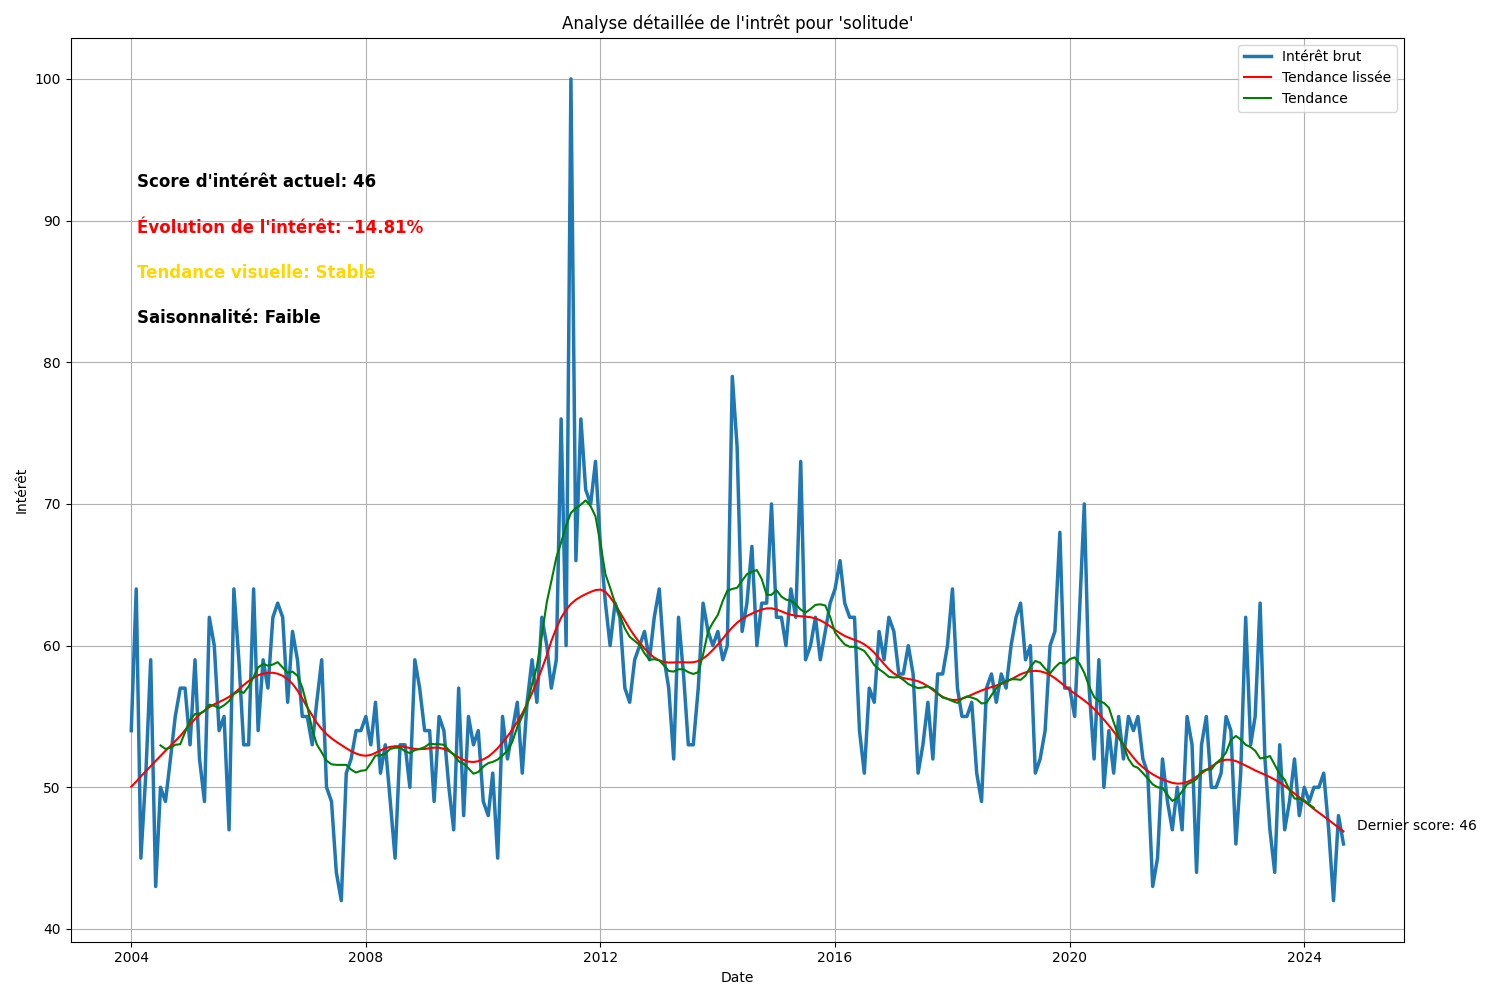 Analyse détaillée de l'intrêt pour 'solitude'
Intérêt brut
Tendance lissée
Tendance
Score d'intérêt actuel: 46
Évolution de l'intérêt: -14.81%
Tendance visuelle: Stable
Saisonnalité: Faible
Intérêt
100
90
80
70
60
50
40
Dernier score: 46
2004 2008 2012 2016 2020 2024
Date